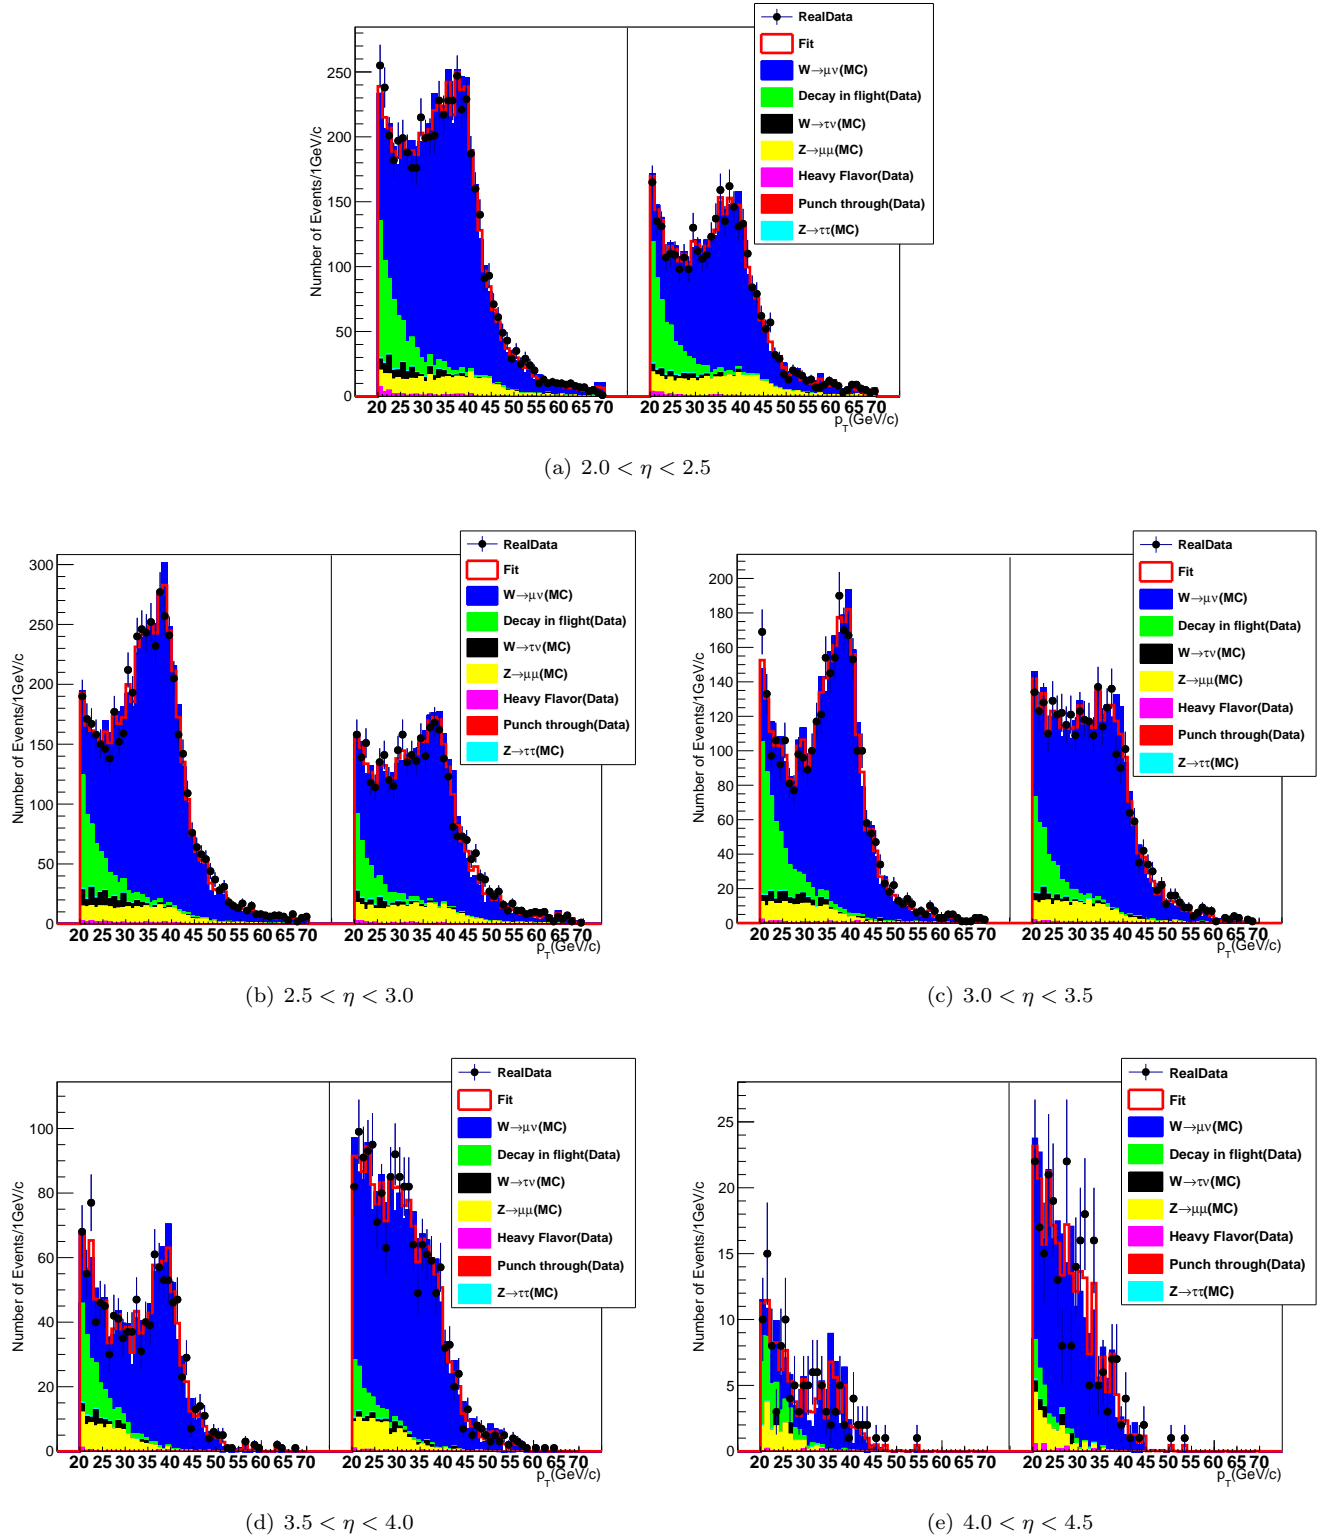 RealData
Fit
W→μν(MC)
Decay in flight(Data)
W→τν(MC)
Z→μμ(MC)
Heavy Flavor(Data)
Punch through(Data)
Z→ττ(MC)
Number of Events/1GeV/c
250
200
150
100
50
0
20 25 30 35 40 45 50 55 60 65 70 20 25 30 35 40 45 50 55 60 65 70
p_T(GeV/c)
(a) 2.0 < η < 2.5
RealData
Fit
W→μν(MC)
Decay in flight(Data)
W→τν(MC)
Z→μμ(MC)
Heavy Flavor(Data)
Punch through(Data)
Z→ττ(MC)
Number of Events/1GeV/c
300
250
200
150
100
50
0
20 25 30 35 40 45 50 55 60 65 70 20 25 30 35 40 45 50 55 60 65 70
p_T(GeV/c)
(b) 2.5 < η < 3.0
RealData
Fit
W→μν(MC)
Decay in flight(Data)
W→τν(MC)
Z→μμ(MC)
Heavy Flavor(Data)
Punch through(Data)
Z→ττ(MC)
Number of Events/1GeV/c
200
180
160
140
120
100
80
60
40
20
0
20 25 30 35 40 45 50 55 60 65 70 20 25 30 35 40 45 50 55 60 65 70
p_T(GeV/c)
(c) 3.0 < η < 3.5
RealData
Fit
W→μν(MC)
Decay in flight(Data)
W→τν(MC)
Z→μμ(MC)
Heavy Flavor(Data)
Punch through(Data)
Z→ττ(MC)
Number of Events/1GeV/c
100
80
60
40
20
0
20 25 30 35 40 45 50 55 60 65 70 20 25 30 35 40 45 50 55 60 65 70
p_T(GeV/c)
(d) 3.5 < η < 4.0
RealData
Fit
W→μν(MC)
Decay in flight(Data)
W→τν(MC)
Z→μμ(MC)
Heavy Flavor(Data)
Punch through(Data)
Z→ττ(MC)
Number of Events/1GeV/c
25
20
15
10
5
0
20 25 30 35 40 45 50 55 60 65 70 20 25 30 35 40 45 50 55 60 65 70
p_T(GeV/c)
(e) 4.0 < η < 4.5